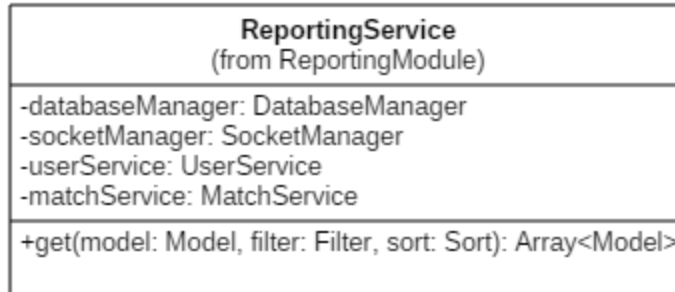 ReportingService
(from ReportingModule)
-databaseManager: DatabaseManager
-socketManager: SocketManager
-userService: UserService
-matchService: MatchService
+get(model: Model, filter: Filter, sort: Sort): Array<Model>